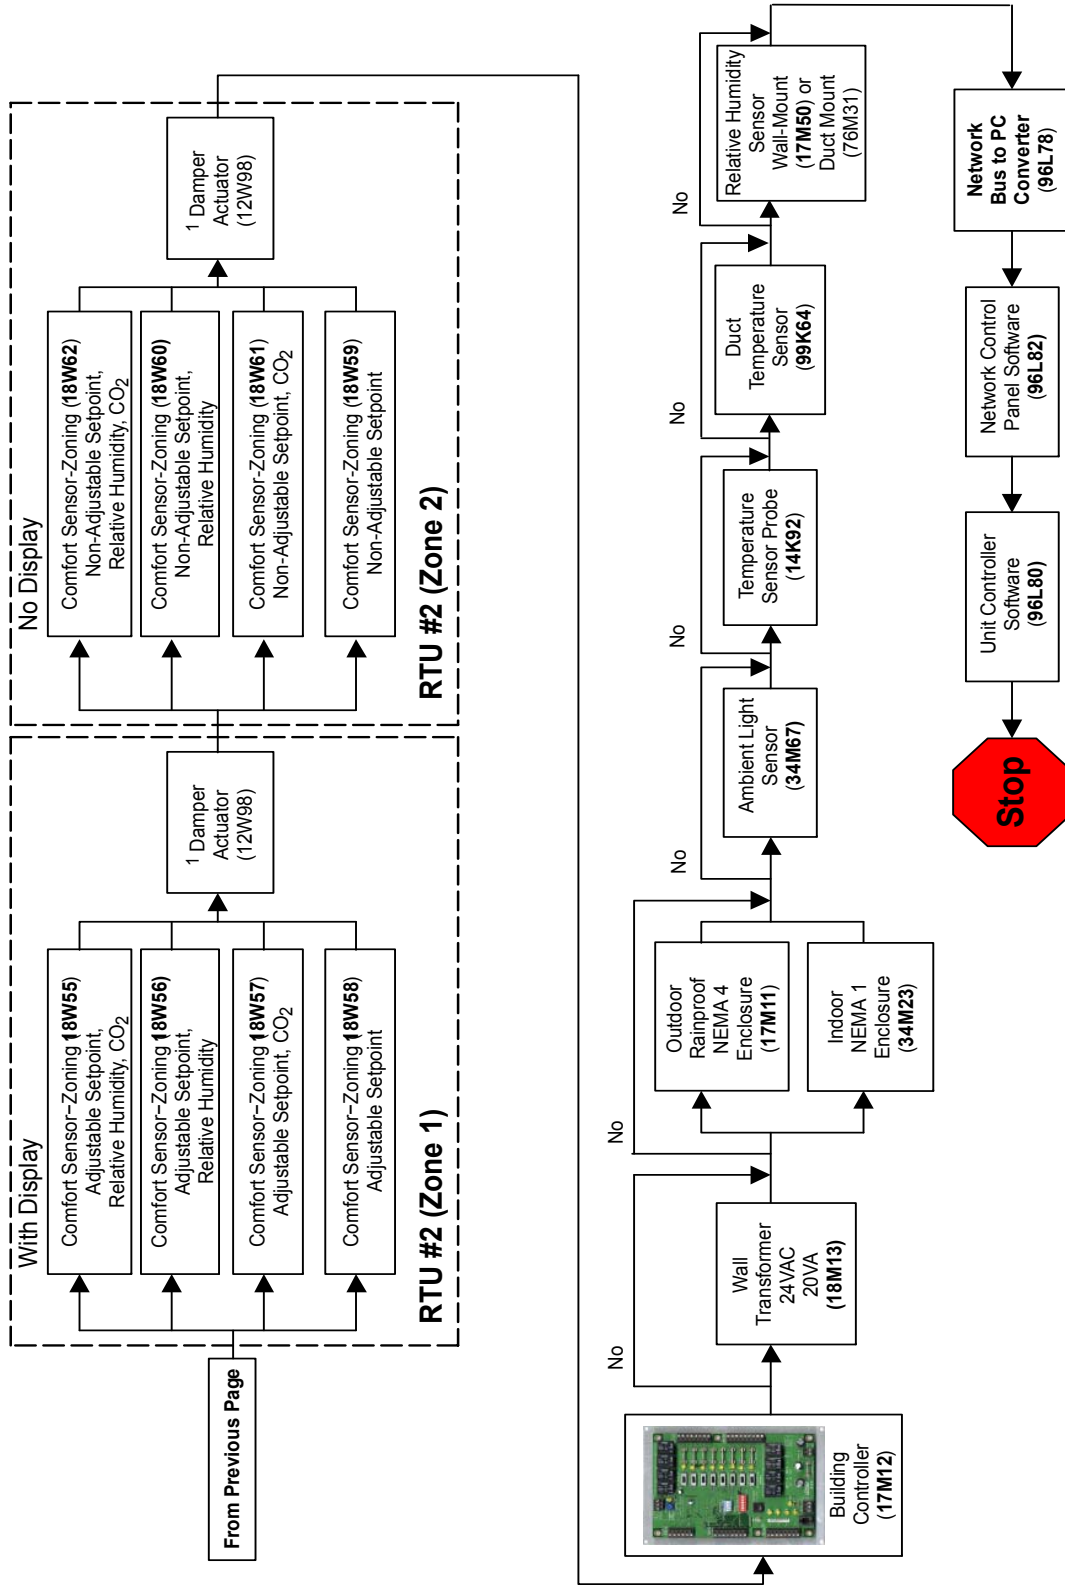 From Previous Page
With Display
Comfort Sensor–Zoning (18W55)
Adjustable Setpoint,
Relative Humidity, CO2
Comfort Sensor–Zoning 18W56)
Adjustable Setpoint,
Relative Humidity
Comfort Sensor–Zoning (18W57)
Adjustable Setpoint, CO2
Comfort Sensor–Zoning 18W58)
Adjustable Setpoint
1 Damper
Actuator
(12W98)
RTU #2 (Zone 1)
No Display
Comfort Sensor-Zoning (18W62)
Non-Adjustable Setpoint,
Relative Humidity, CO2
Comfort Sensor-Zoning (18W60)
Non-Adjustable Setpoint,
Relative Humidity
Comfort Sensor-Zoning (18W61)
Non-Adjustable Setpoint, CO2
Comfort Sensor-Zoning (18W59)
Non-Adjustable Setpoint
1 Damper
Actuator
(12W98)
RTU #2 (Zone 2)
Building
Controller
(17M12)
No
Wall
Transformer
24VAC
20VA
(18M13)
No
Outdoor
Rainproof
NEMA 4
Enclosure
(17M11)
Indoor
NEMA 1
Enclosure
(34M23)
No
Ambient Light
Sensor
(34M67)
No
Temperature
Sensor Probe
(14K92)
No
Duct
Temperature
Sensor
(99K64)
No
Relative Humidity
Sensor
Wall-Mount
(17M50) or
Duct Mount
(76M31)
Network
Bus to PC
Converter
(96L78)
Network Control
Panel Software
(96L82)
Unit Controller
Software
(96L80)
Stop